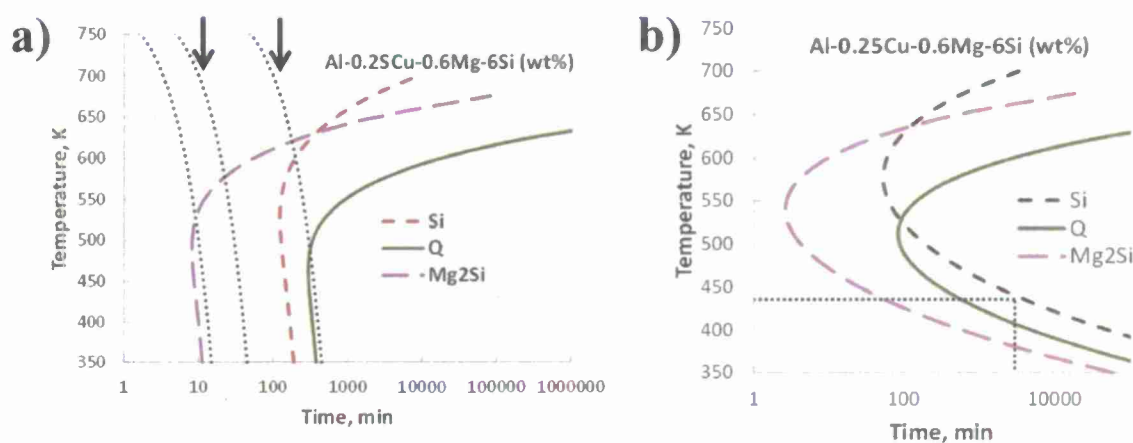 a)
750
700
650
600
550
500
450
400
350
Temperature, K
Al-0.25Cu-0.6Mg-6Si (wt%)
Si
Q
Mg2Si
1
10
100
1000
10000
100000
1000000
Time, min
b)
750
700
650
600
550
500
450
400
350
Temperature, K
Al-0.25Cu-0.6Mg-6Si (wt%)
Si
Q
Mg2Si
1
100
10000
Time, min